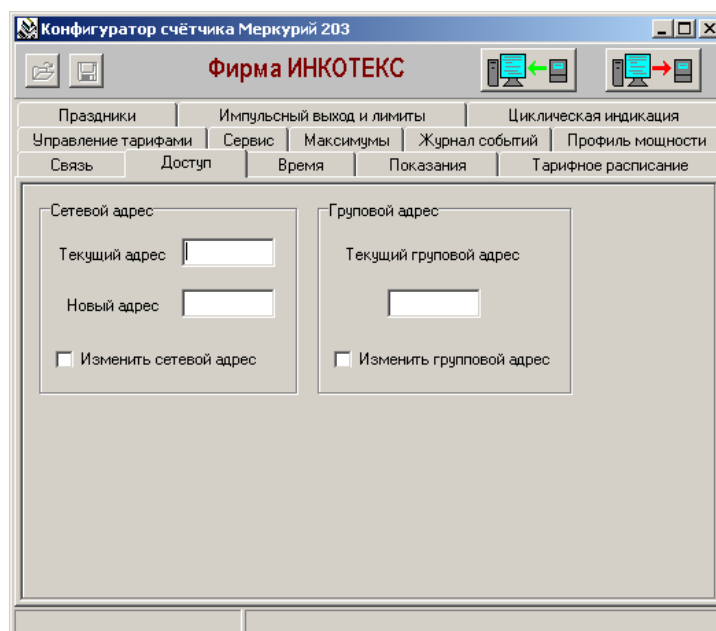 Конфигуратор счётчика Меркурий 203
Фирма ИНКОТЕКС
Праздники Импульсный выход и лимиты Циклическая индикация
Управление тарифами Сервис Максимумы Журнал событий Профиль мощности
Связь Доступ Время Показания Тарифное расписание
Сетевой адрес Груповой адрес
Текущий адрес Текущий груповой адрес
Новый адрес
Изменить сетевой адрес Изменить групповой адрес